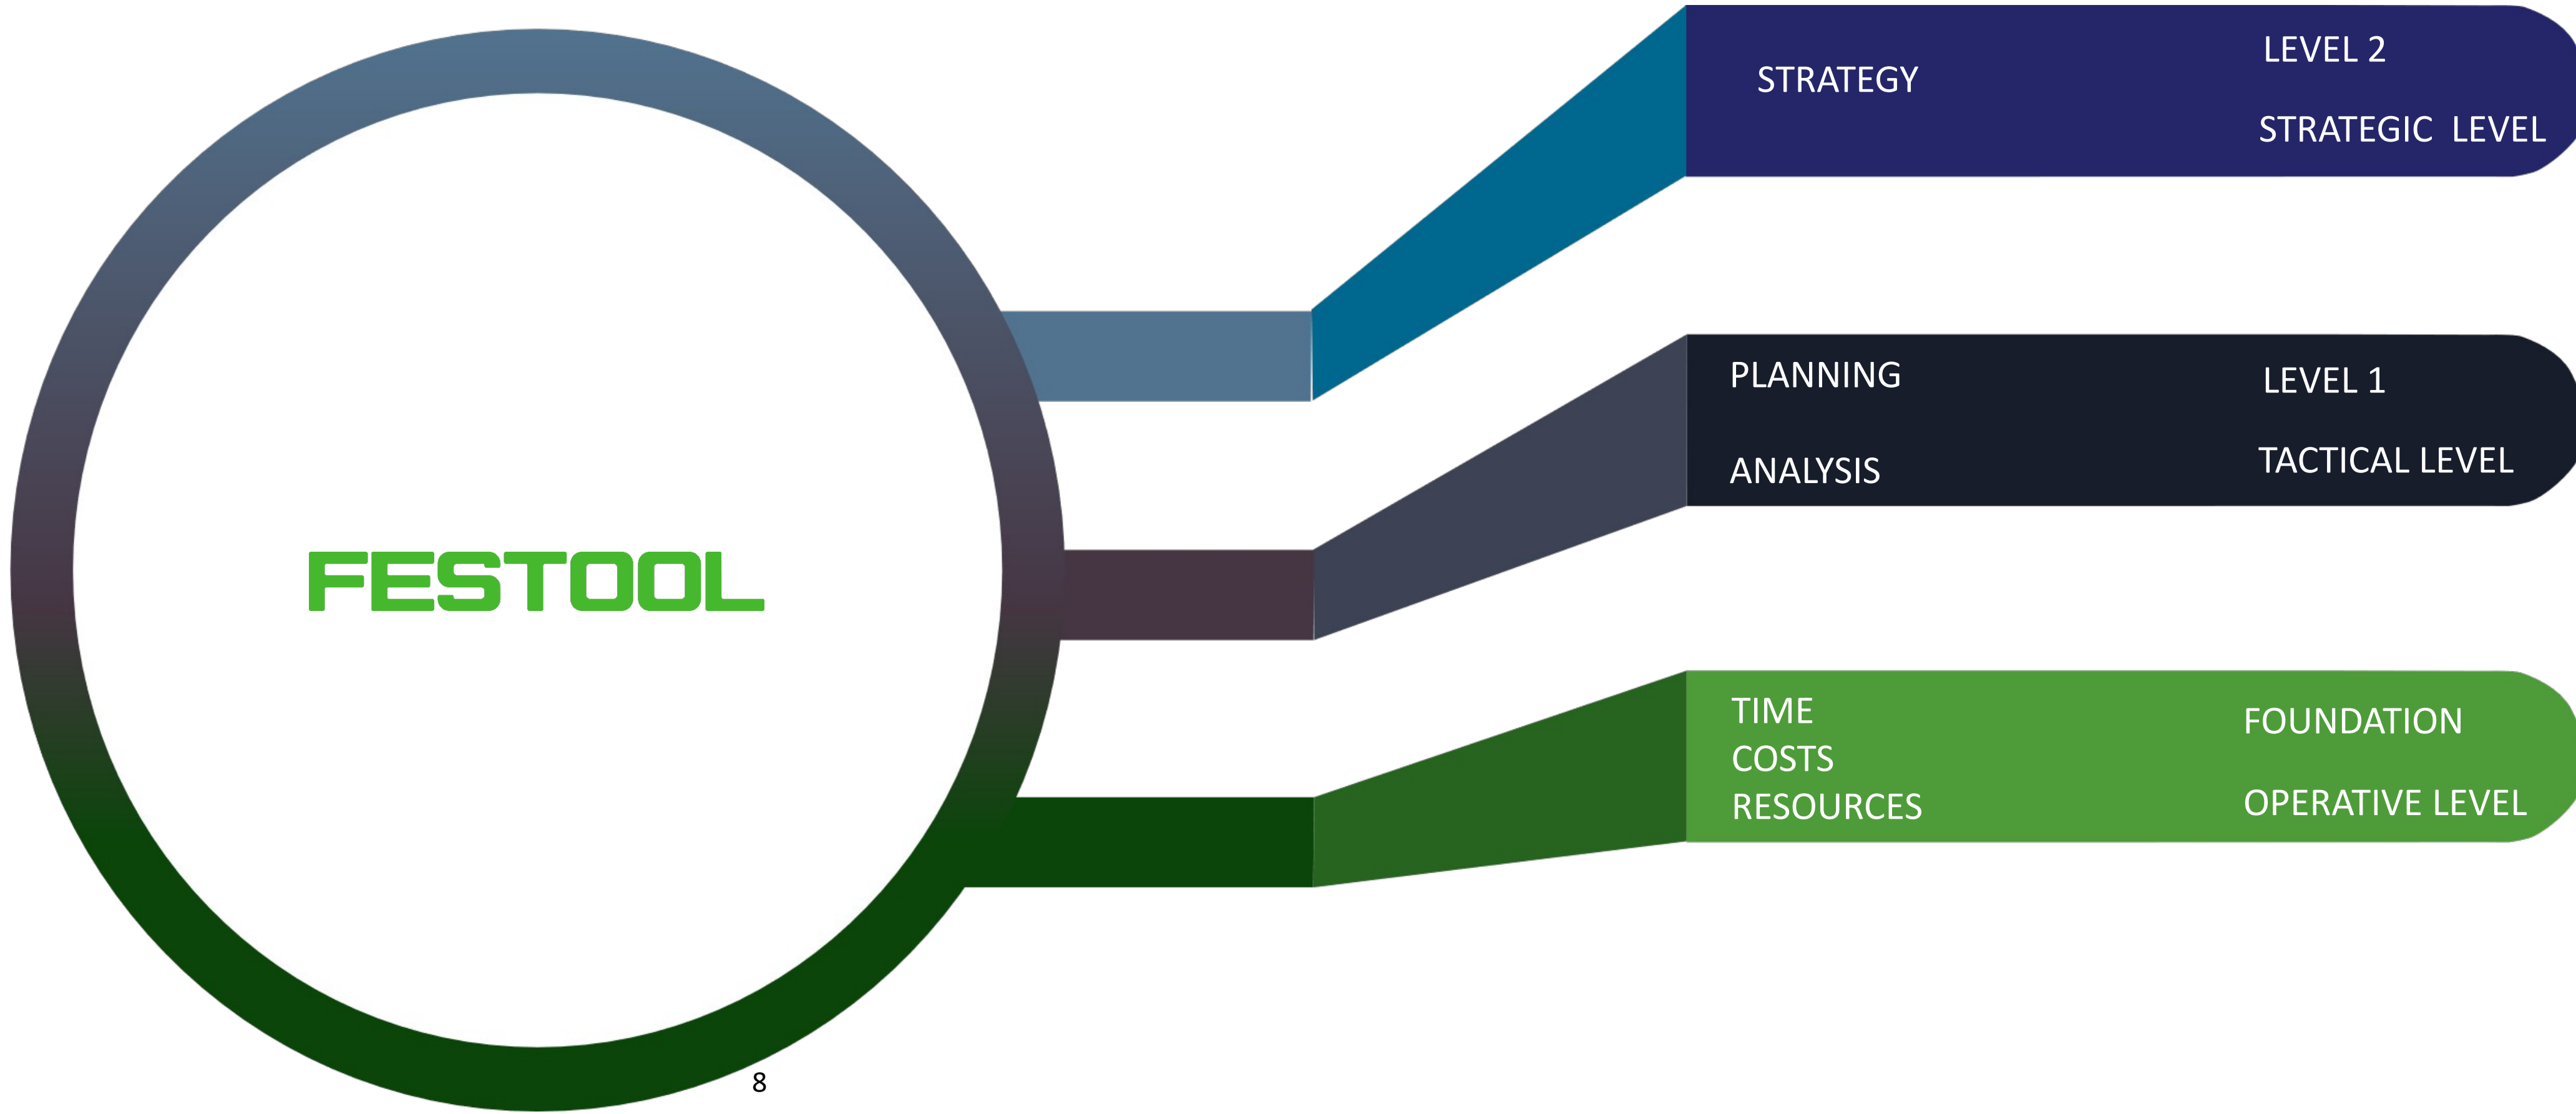 FESTOOL
STRATEGY
LEVEL 2
STRATEGIC LEVEL
PLANNING
ANALYSIS
LEVEL 1
TACTICAL LEVEL
TIME
COSTS
RESOURCES
FOUNDATION
OPERATIVE LEVEL
8